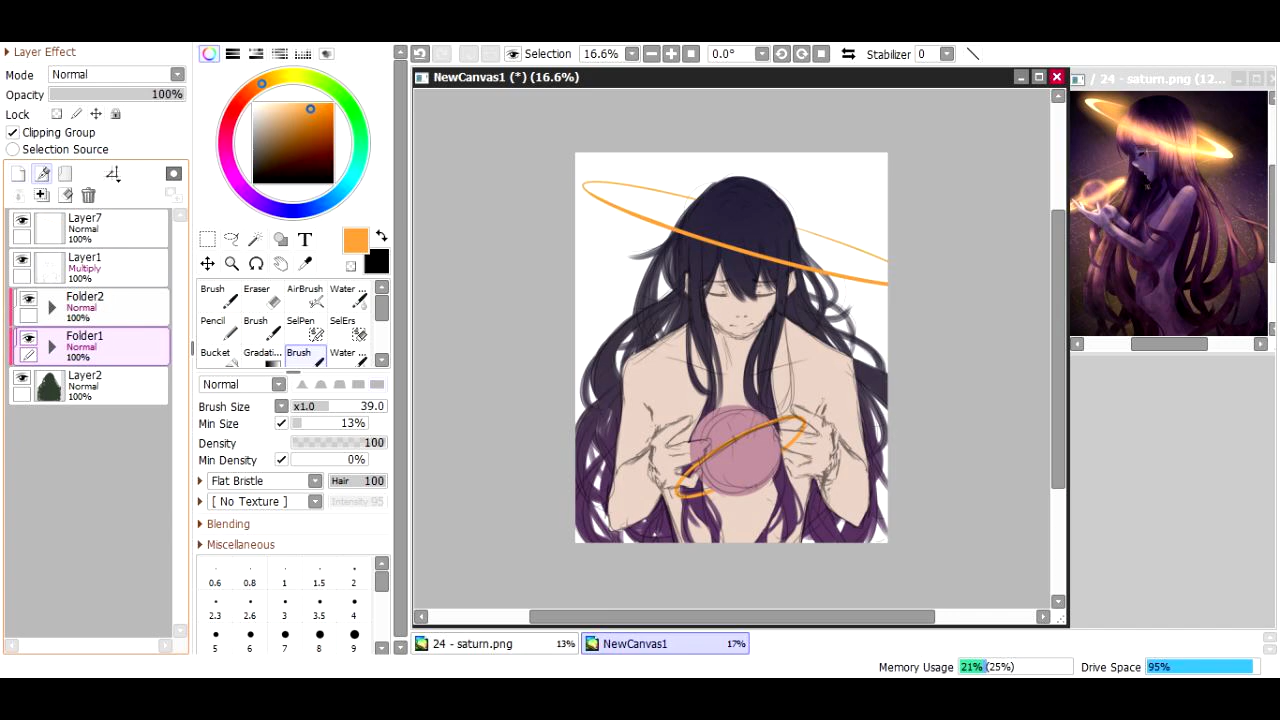 Layer Effect
Mode Normal
Opacity 100%
Lock
Clipping Group
Selection Source
Layer7
Normal
100%
Layer1
Multiply
100%
Folder2
Normal
100%
Folder1
Normal
100%
Layer2
Normal
100%
T
Brush Eraser AirBrush Water ...
Pencil Brush SelPen SelErs
Bucket Gradati... Brush Water ...
Normal
Brush Size x1.0 39.0
Min Size 13%
Density 100
Min Density 0%
Flat Bristle Hair 100
[ No Texture ] Intensity 95
Blending
Miscellaneous
0.6 0.8 1 1.5 2
2.3 2.6 3 3.5 4
5 6 7 8 9
Selection 16.6% 0.0° Stabilizer 0
NewCanvas1 (*) (16.6%)
/ 24 - saturn.png (12...
24 - saturn.png 13% NewCanvas1 17%
Memory Usage 21% (25%) Drive Space 95%